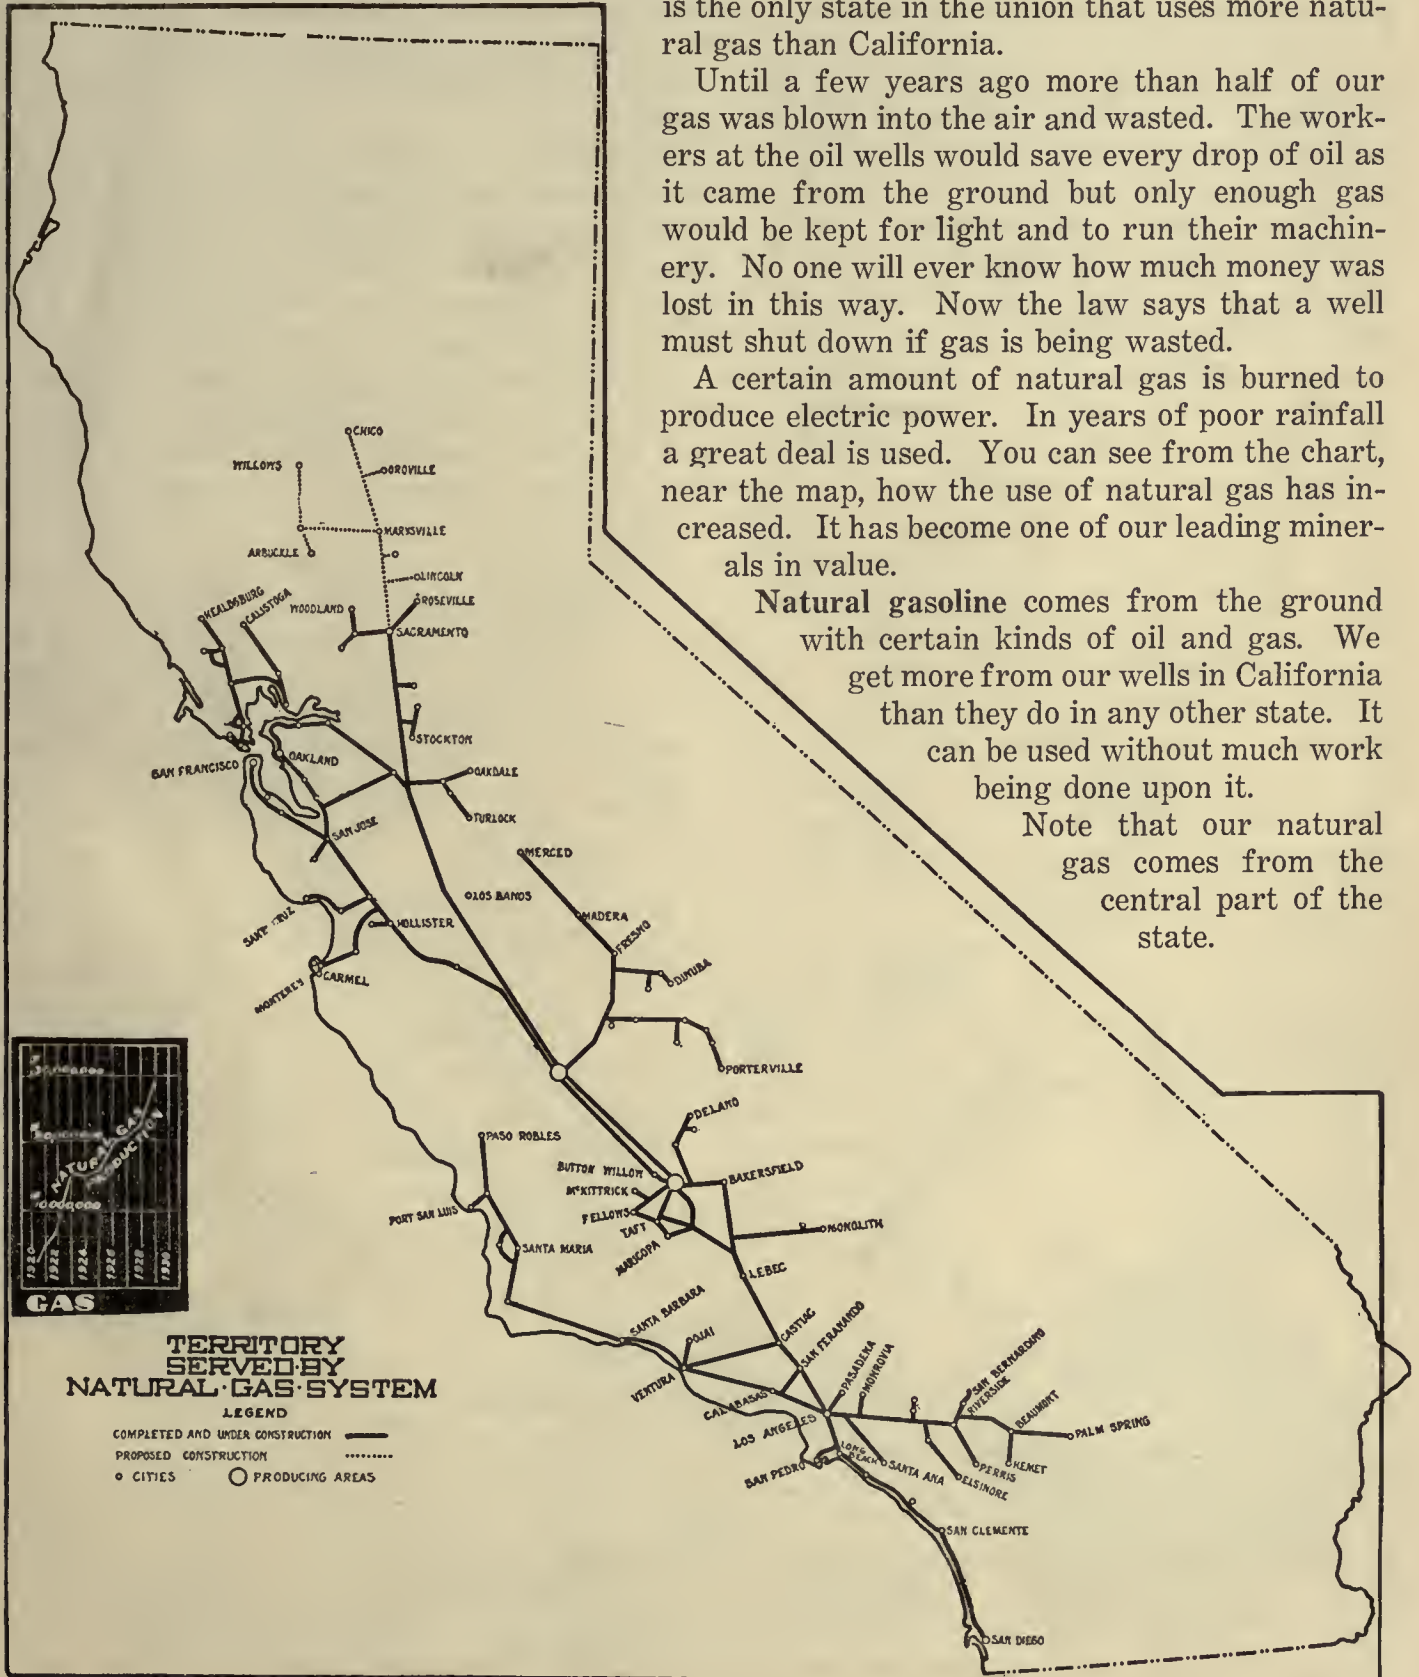 is the only state in the union that uses more natu-
ral gas than California.
Until a few years ago more than half of our
gas was blown into the air and wasted. The work-
ers at the oil wells would save every drop of oil as
it came from the ground but only enough gas
would be kept for light and to run their machin-
ery. No one will ever know how much money was
lost in this way. Now the law says that a well
must shut down if gas is being wasted.
A certain amount of natural gas is burned to
produce electric power. In years of poor rainfall
a great deal is used. You can see from the chart,
near the map, how the use of natural gas has in-
creased. It has become one of our leading miner-
als in value.
Natural gasoline comes from the ground
with certain kinds of oil and gas. We
get more from our wells in California
than they do in any other state. It
can be used without much work
being done upon it.
Note that our natural
gas comes from the
central part of the
state.
CHICO
WILLOWS
OROVILLE
MARYSVILLE
ARBUCKLE
LINCOLN
HEALDSBURG
CALISTOGA
WOODLAND
ROSEVILLE
SACRAMENTO
STOCKTON
OAKLAND
SAN FRANCISCO
OAKDALE
TURLOCK
SAN JOSE
MERCED
LOS BANOS
MADERA
SANTA CRUZ
HOLLISTER
FRESNO
DINUBA
MONTEREY
CARMEL
PORTERVILLE
DELANO
PASO ROBLES
BUTTON WILLOW
BAKERSFIELD
McKITTRICK
PORT SAN LUIS
FELLOWS
TAFT
MONOLITH
SANTA MARIA
MARICOPA
LEBEC
SANTA BARBARA
OJAI
CASTIAC
SAN FERANANDO
VENTURA
PASADENA
MONROVIA
SAN BERNARDINO
RIVERSIDE
CALABASAS
BEAUMONT
LOS ANGELES
PALM SPRING
LONG BEACH
SAN PEDRO
SANTA ANA
PERRIS
HEMET
ELSINORE
SAN CLEMENTE
SAN DIEGO
NATURAL GAS
PRODUCTION
1920
1922
1924
1926
1928
1930
GAS
TERRITORY
SERVED·BY
NATURAL·GAS·SYSTEM
LEGEND
COMPLETED AND UNDER CONSTRUCTION
PROPOSED CONSTRUCTION
CITIES
PRODUCING AREAS